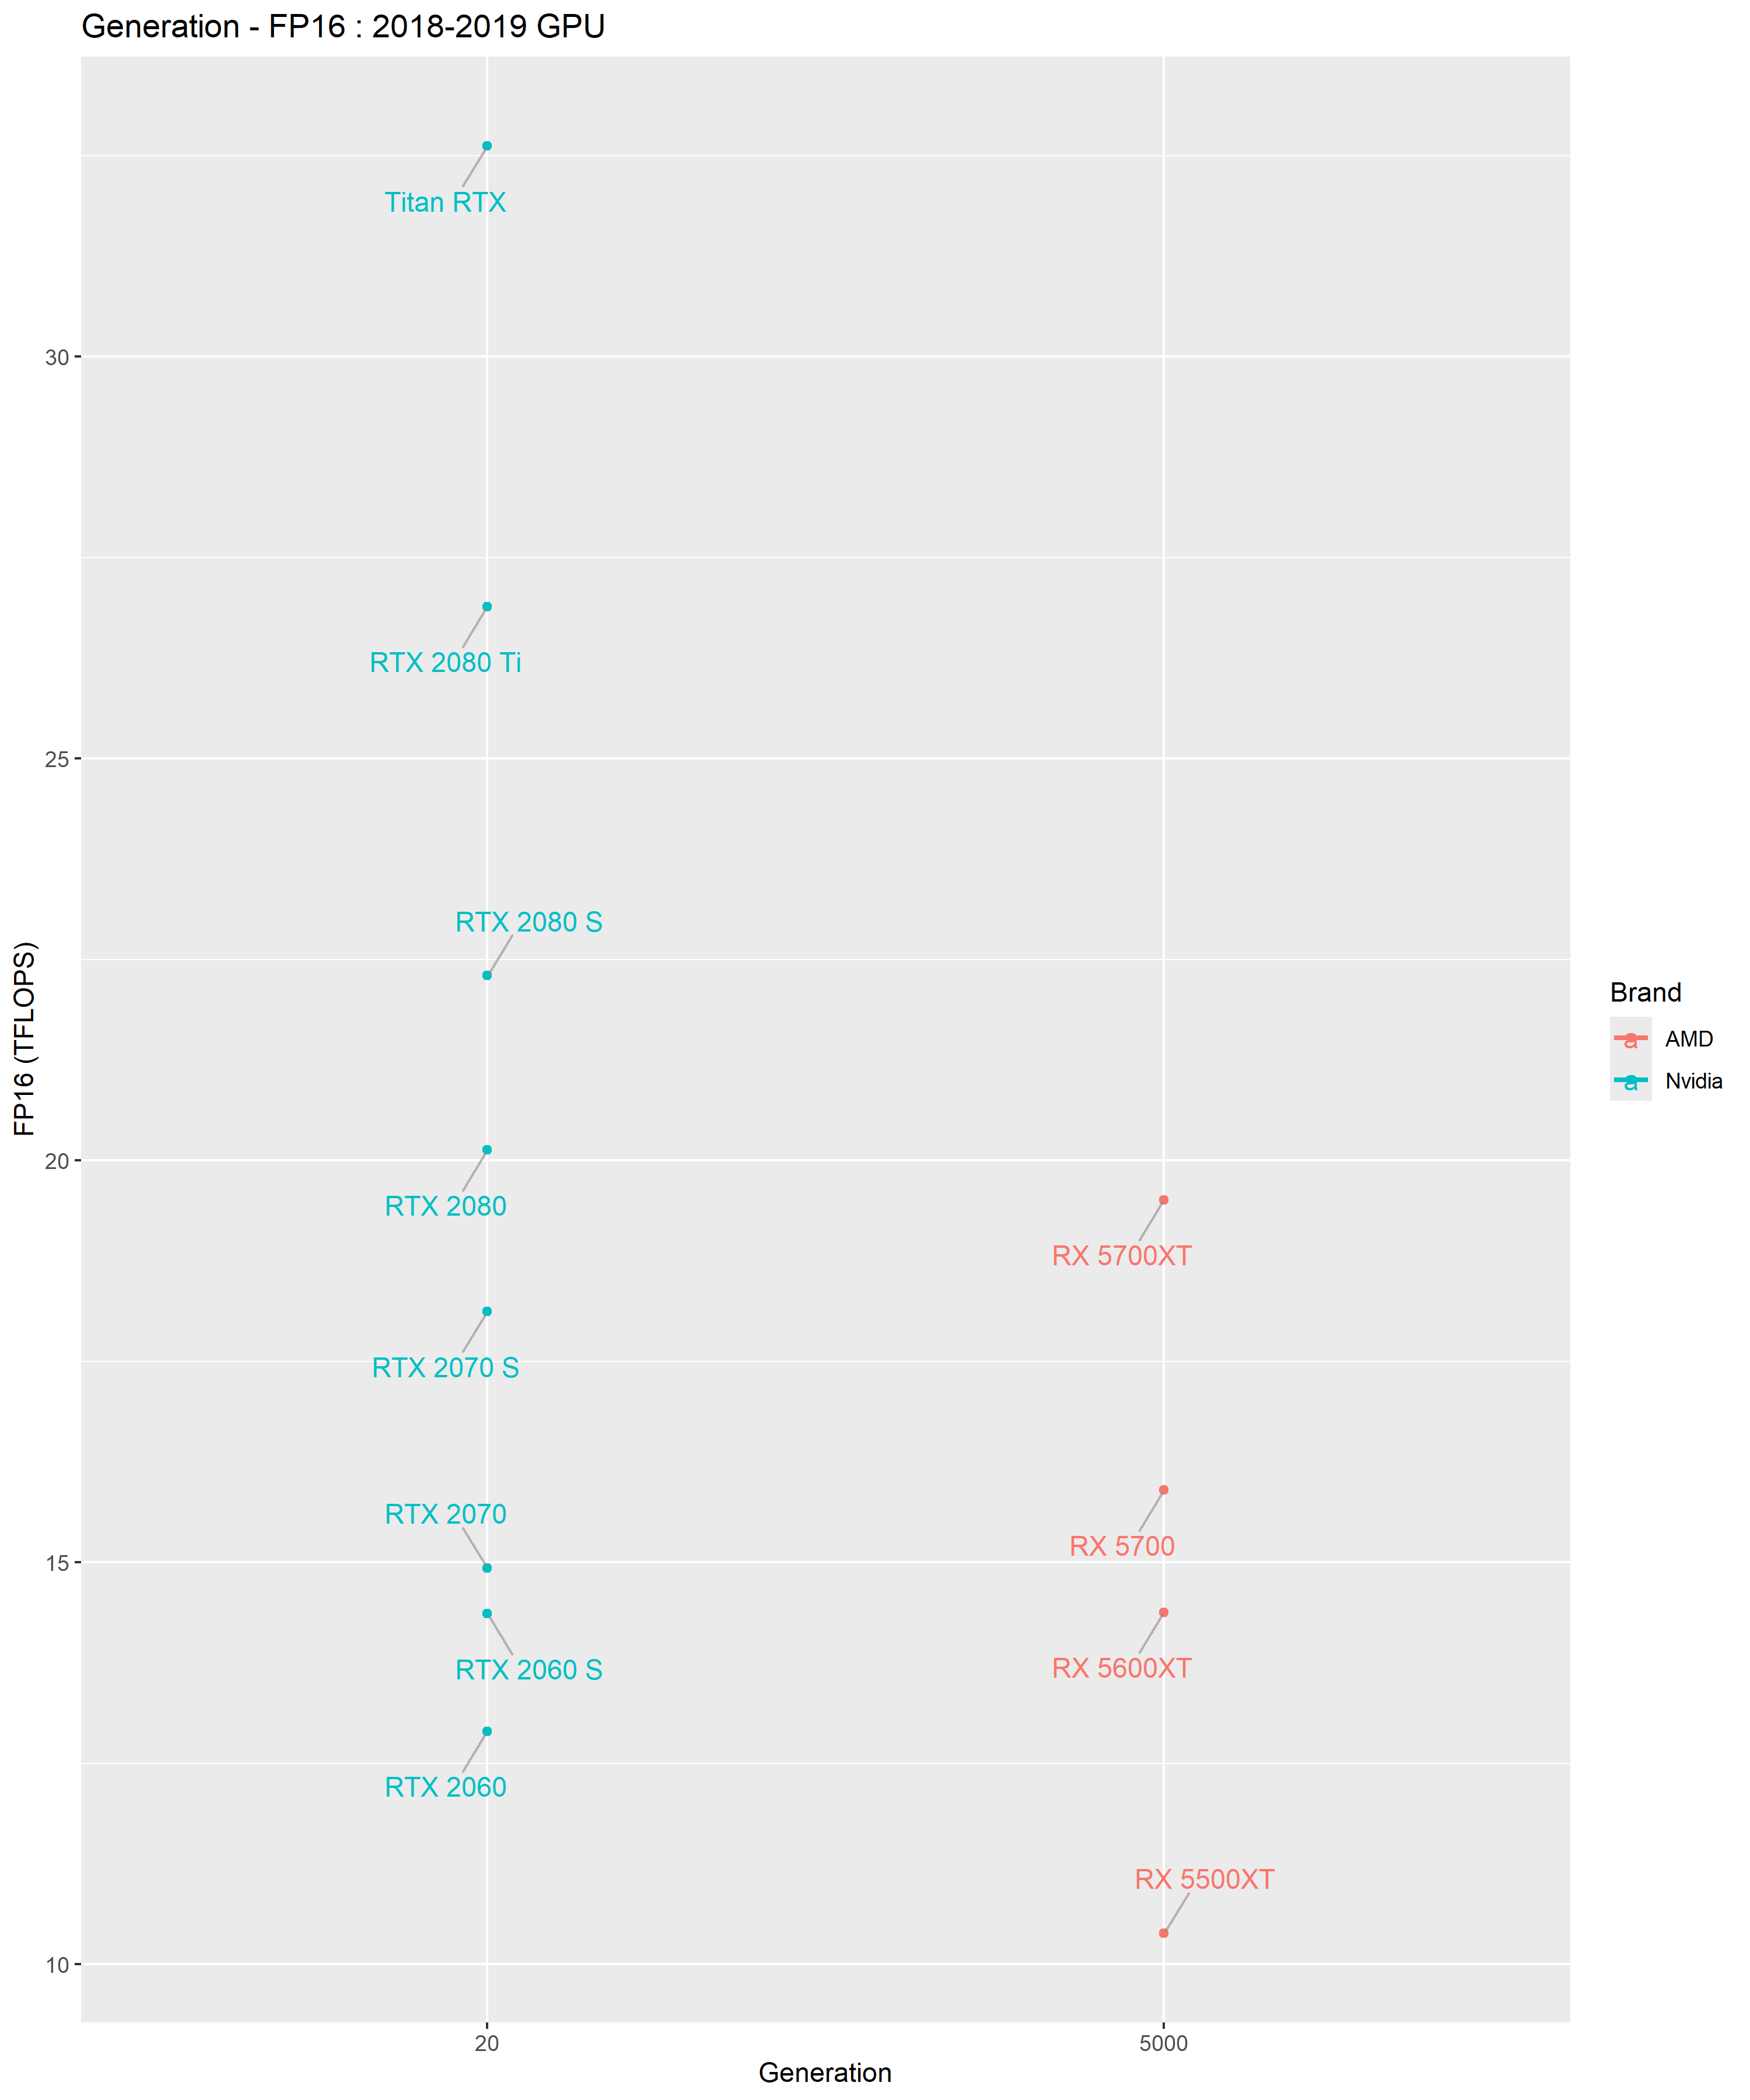 Generation - FP16 : 2018-2019 GPU
Titan RTX
30
RTX 2080 Ti
25
RTX 2080 S
FP16 (TFLOPS)
Brand
a AMD
a Nvidia
20
RTX 2080
RX 5700XT
RTX 2070 S
RTX 2070
RX 5700
15
RTX 2060 S
RX 5600XT
RTX 2060
RX 5500XT
10
20
5000
Generation